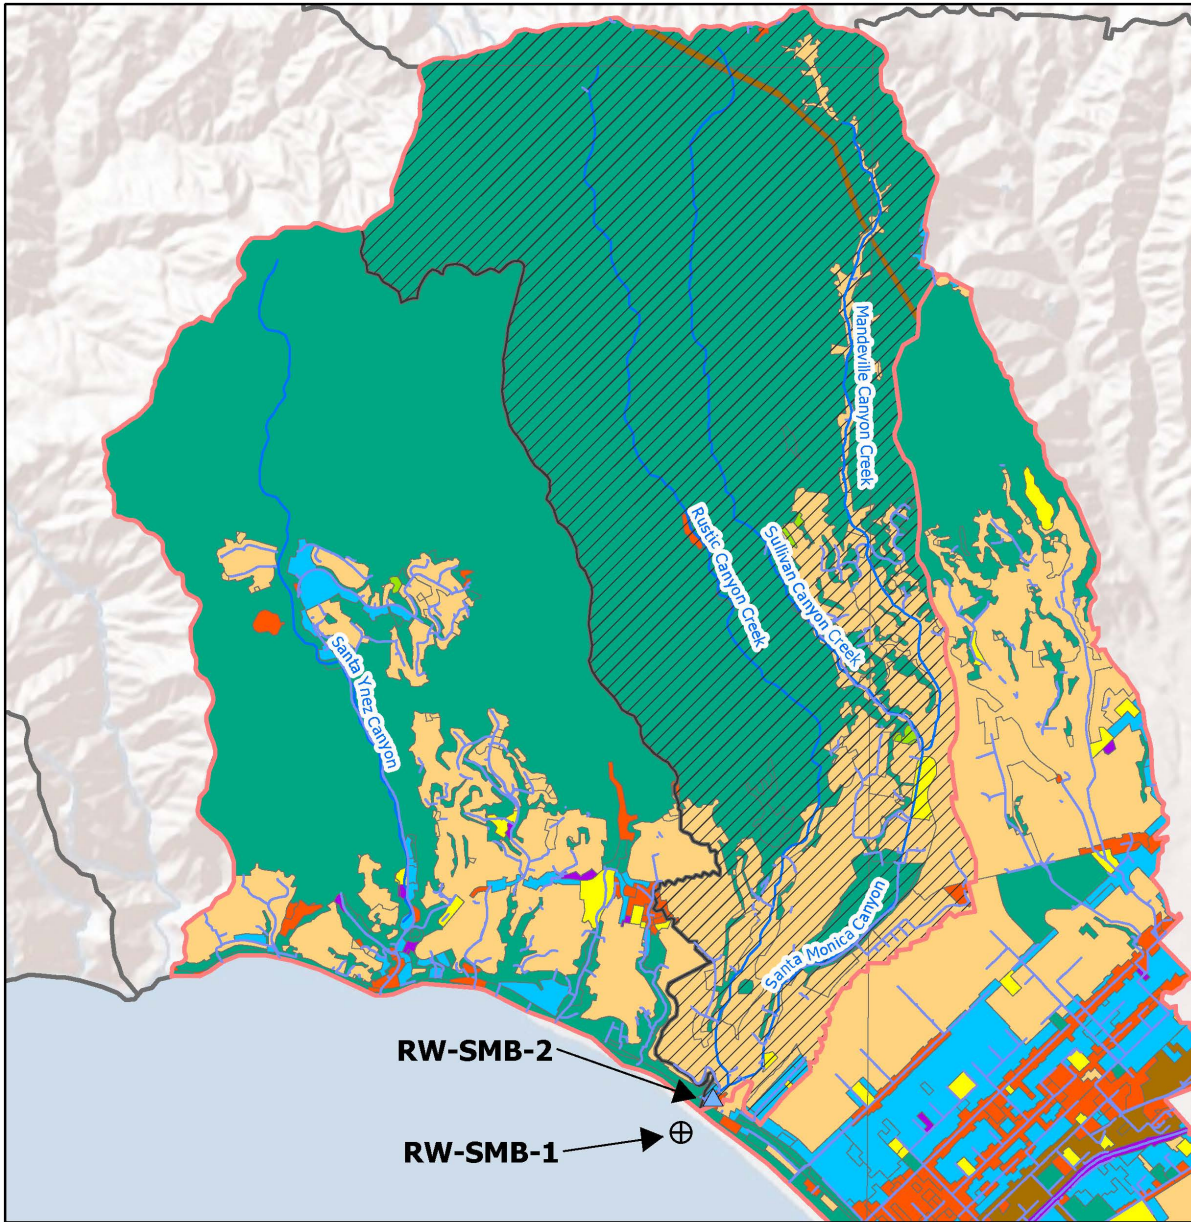 Mandeville Canyon Creek
Rustic Canyon Creek
Sullivan Canyon Creek
Santa Ynez Canyon
Santa Monica Canyon
RW-SMB-2
RW-SMB-1